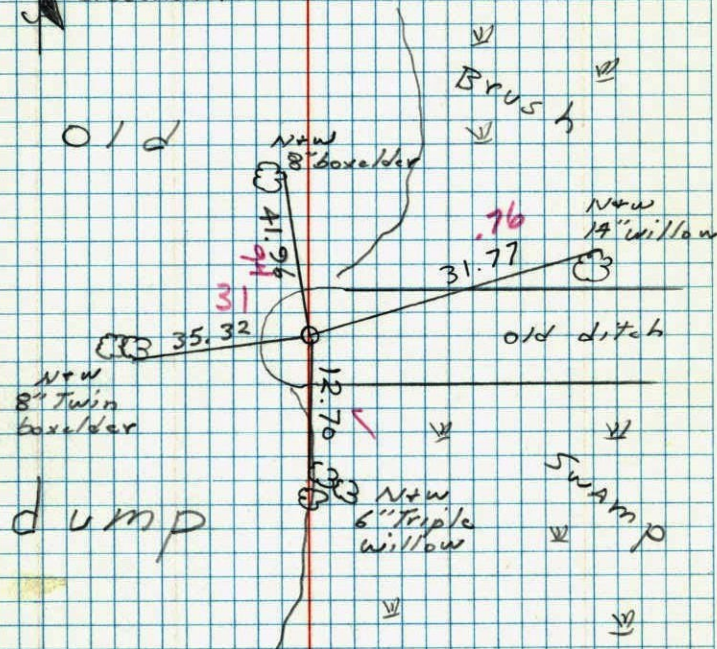 Brush
Old
N+W
8" boxelder
41.96
94
N+W
14" willow
.76
31.77
31
35.32
old ditch
N+W
8" Twin
boxelder
12.70
Swamp
dump
N+W
6" Triple
willow